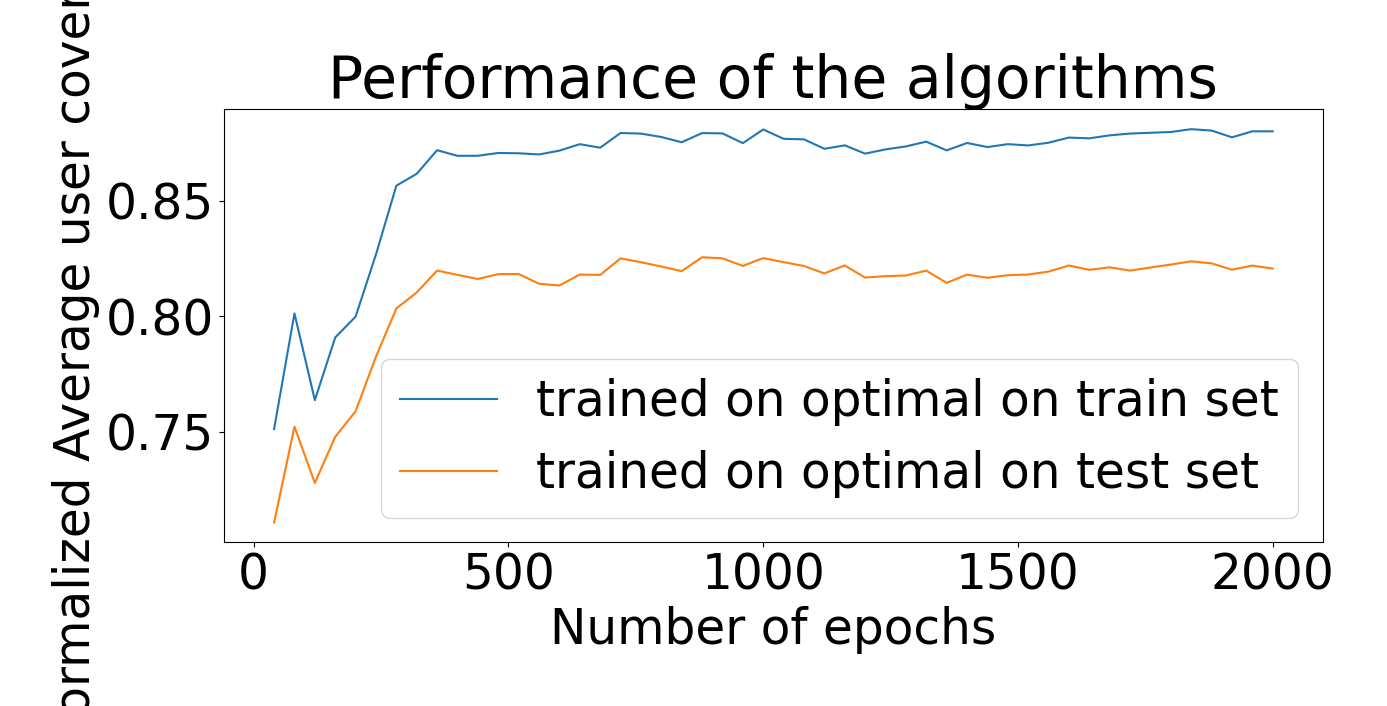 Performance of the algorithms
ormalized Average user cover
0.85
0.80
0.75
trained on optimal on train set
trained on optimal on test set
0 500 1000 1500 2000
Number of epochs